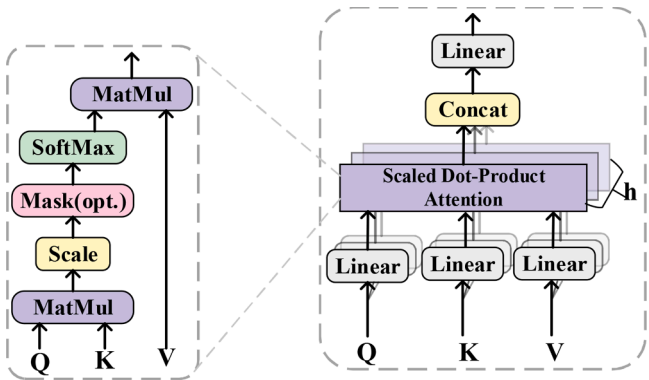 MatMul
SoftMax
Mask(opt.)
Scale
MatMul
Q K V
Linear
Concat
Scaled Dot-Product
Attention
h
Linear Linear Linear
Q K V